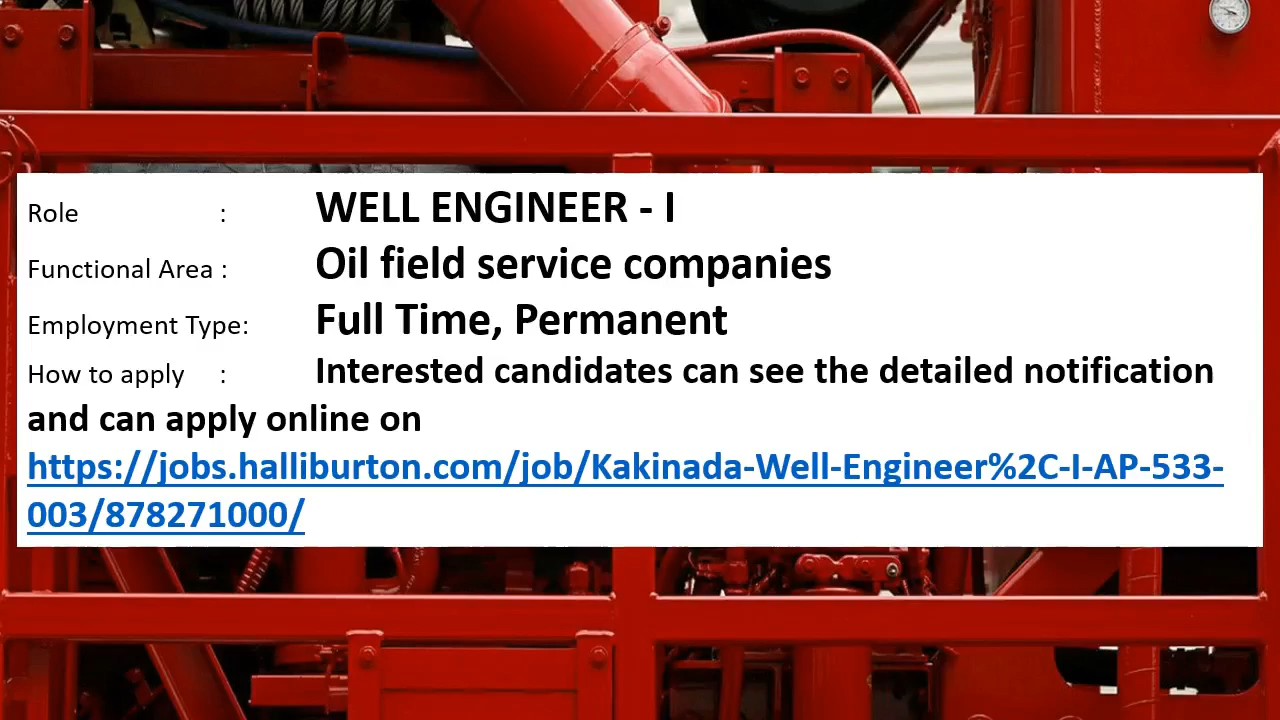 Role : WELL ENGINEER - I
Functional Area : Oil field service companies
Employment Type: Full Time, Permanent
How to apply : Interested candidates can see the detailed notification
and can apply online on
https://jobs.halliburton.com/job/Kakinada-Well-Engineer%2C-I-AP-533-
003/878271000/